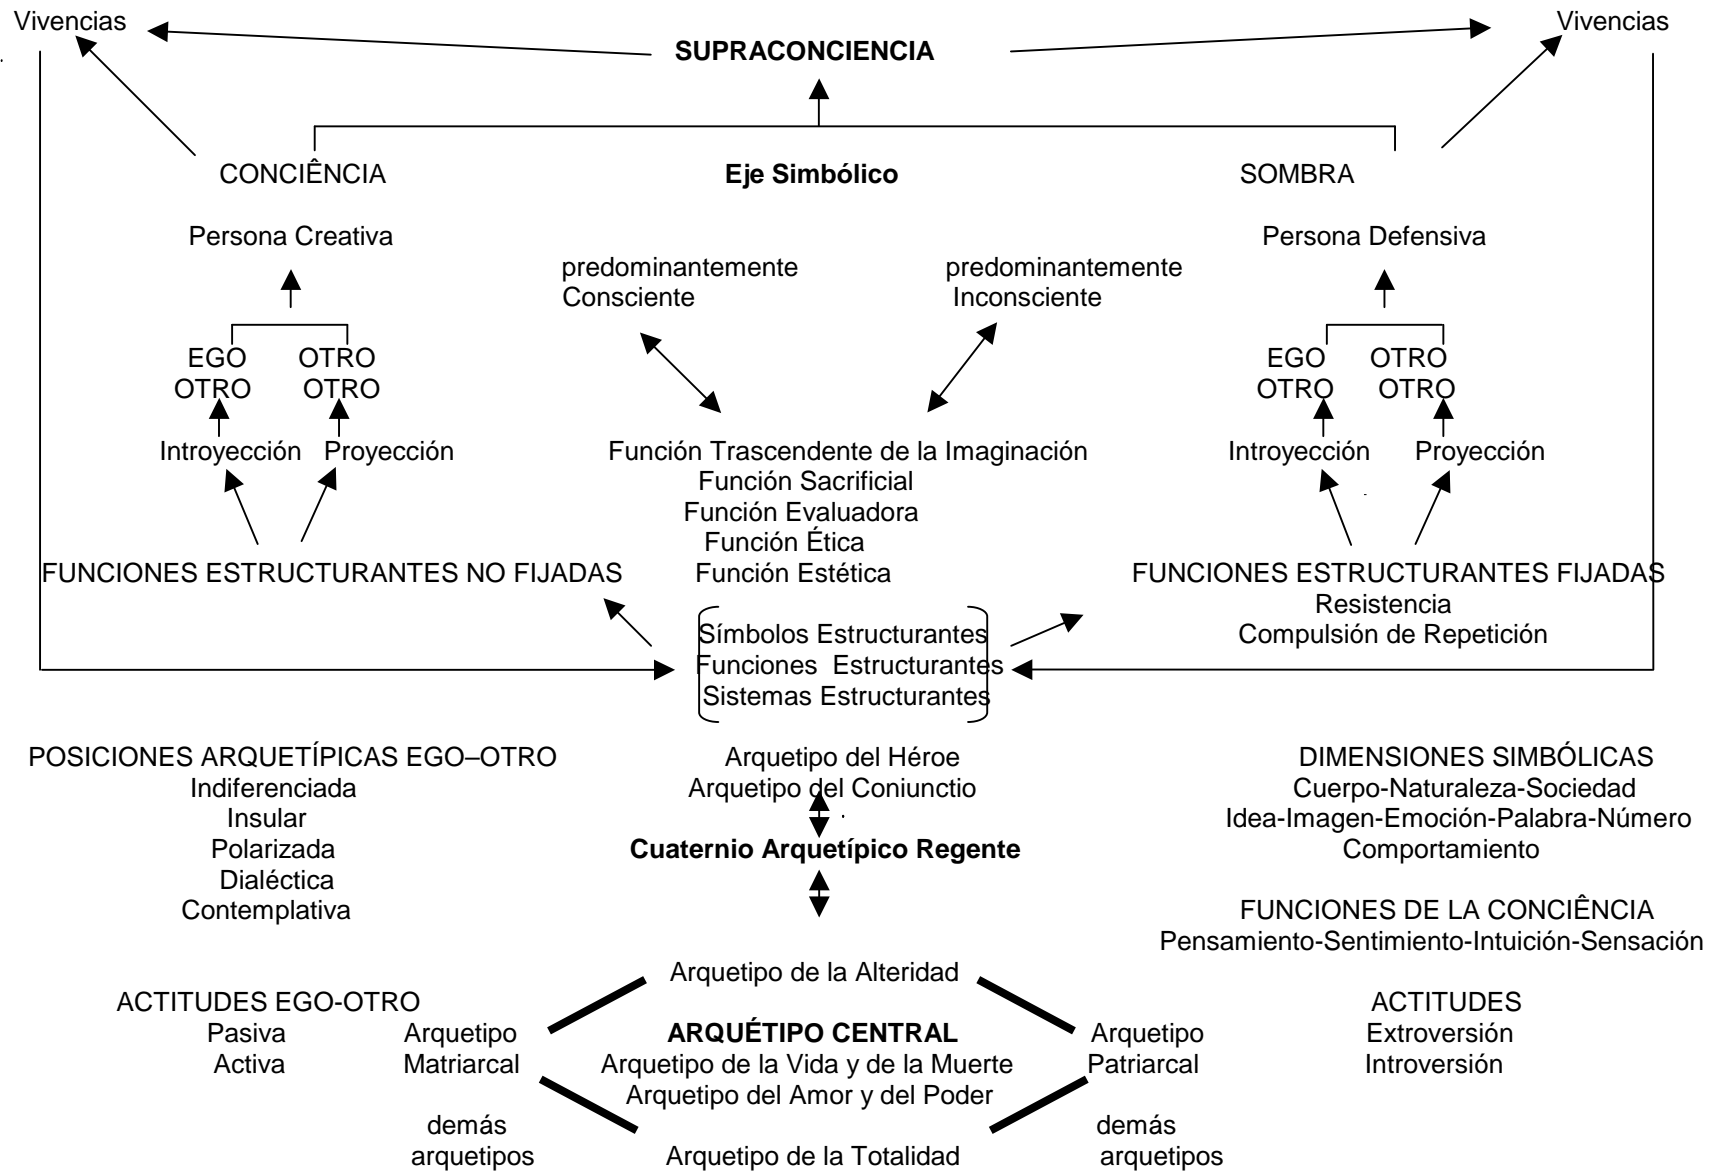 Vivencias Vivencias
SUPRACONCIENCIA
CONCIÊNCIA Eje Simbólico SOMBRA
Persona Creativa Persona Defensiva
predominantemente predominantemente
Consciente Inconsciente
EGO OTRO EGO OTRO
OTRO OTRO OTRO OTRO
Introyección Proyección Función Trascendente de la Imaginación Introyección Proyección
Función Sacrificial
Función Evaluadora
Función Ética
FUNCIONES ESTRUCTURANTES NO FIJADAS Función Estética FUNCIONES ESTRUCTURANTES FIJADAS
Resistencia
Símbolos Estructurantes Compulsión de Repetición
Funciones Estructurantes
Sistemas Estructurantes
POSICIONES ARQUETÍPICAS EGO–OTRO Arquetipo del Héroe DIMENSIONES SIMBÓLICAS
Indiferenciada Arquetipo del Coniunctio Cuerpo-Naturaleza-Sociedad
Insular Idea-Imagen-Emoción-Palabra-Número
Polarizada Cuaternio Arquetípico Regente Comportamiento
Dialéctica
Contemplativa FUNCIONES DE LA CONCIÊNCIA
Pensamiento-Sentimiento-Intuición-Sensación
Arquetipo de la Alteridad
ACTITUDES EGO-OTRO ACTITUDES
Pasiva Arquetipo ARQUÉTIPO CENTRAL Arquetipo Extroversión
Activa Matriarcal Arquetipo de la Vida y de la Muerte Patriarcal Introversión
Arquetipo del Amor y del Poder
demás demás
arquetipos Arquetipo de la Totalidad arquetipos